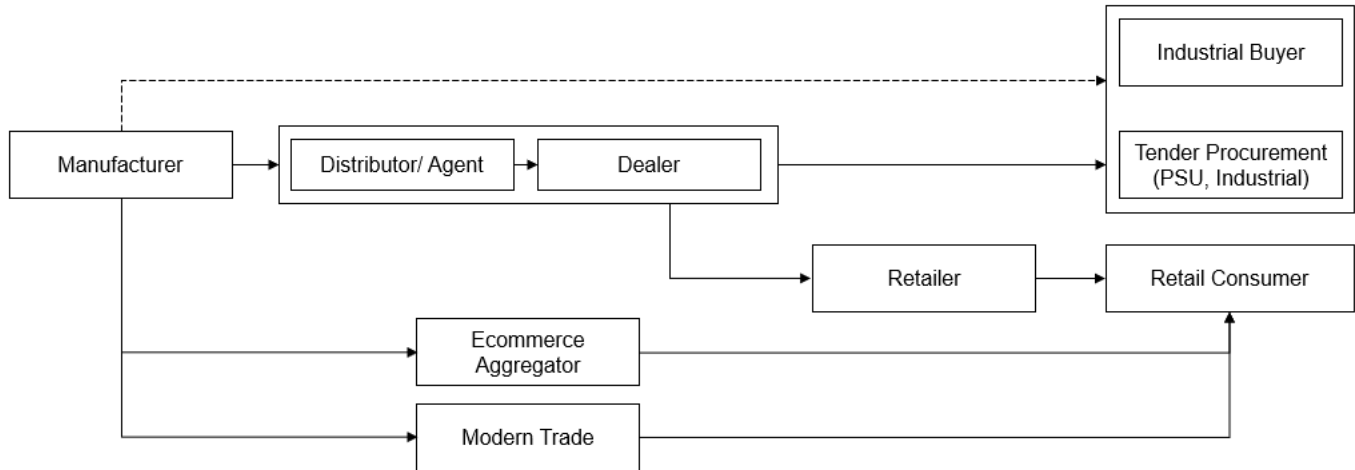 Industrial Buyer
Manufacturer
Distributor/ Agent
Dealer
Tender Procurement
(PSU, Industrial)
Retailer
Retail Consumer
Ecommerce
Aggregator
Modern Trade